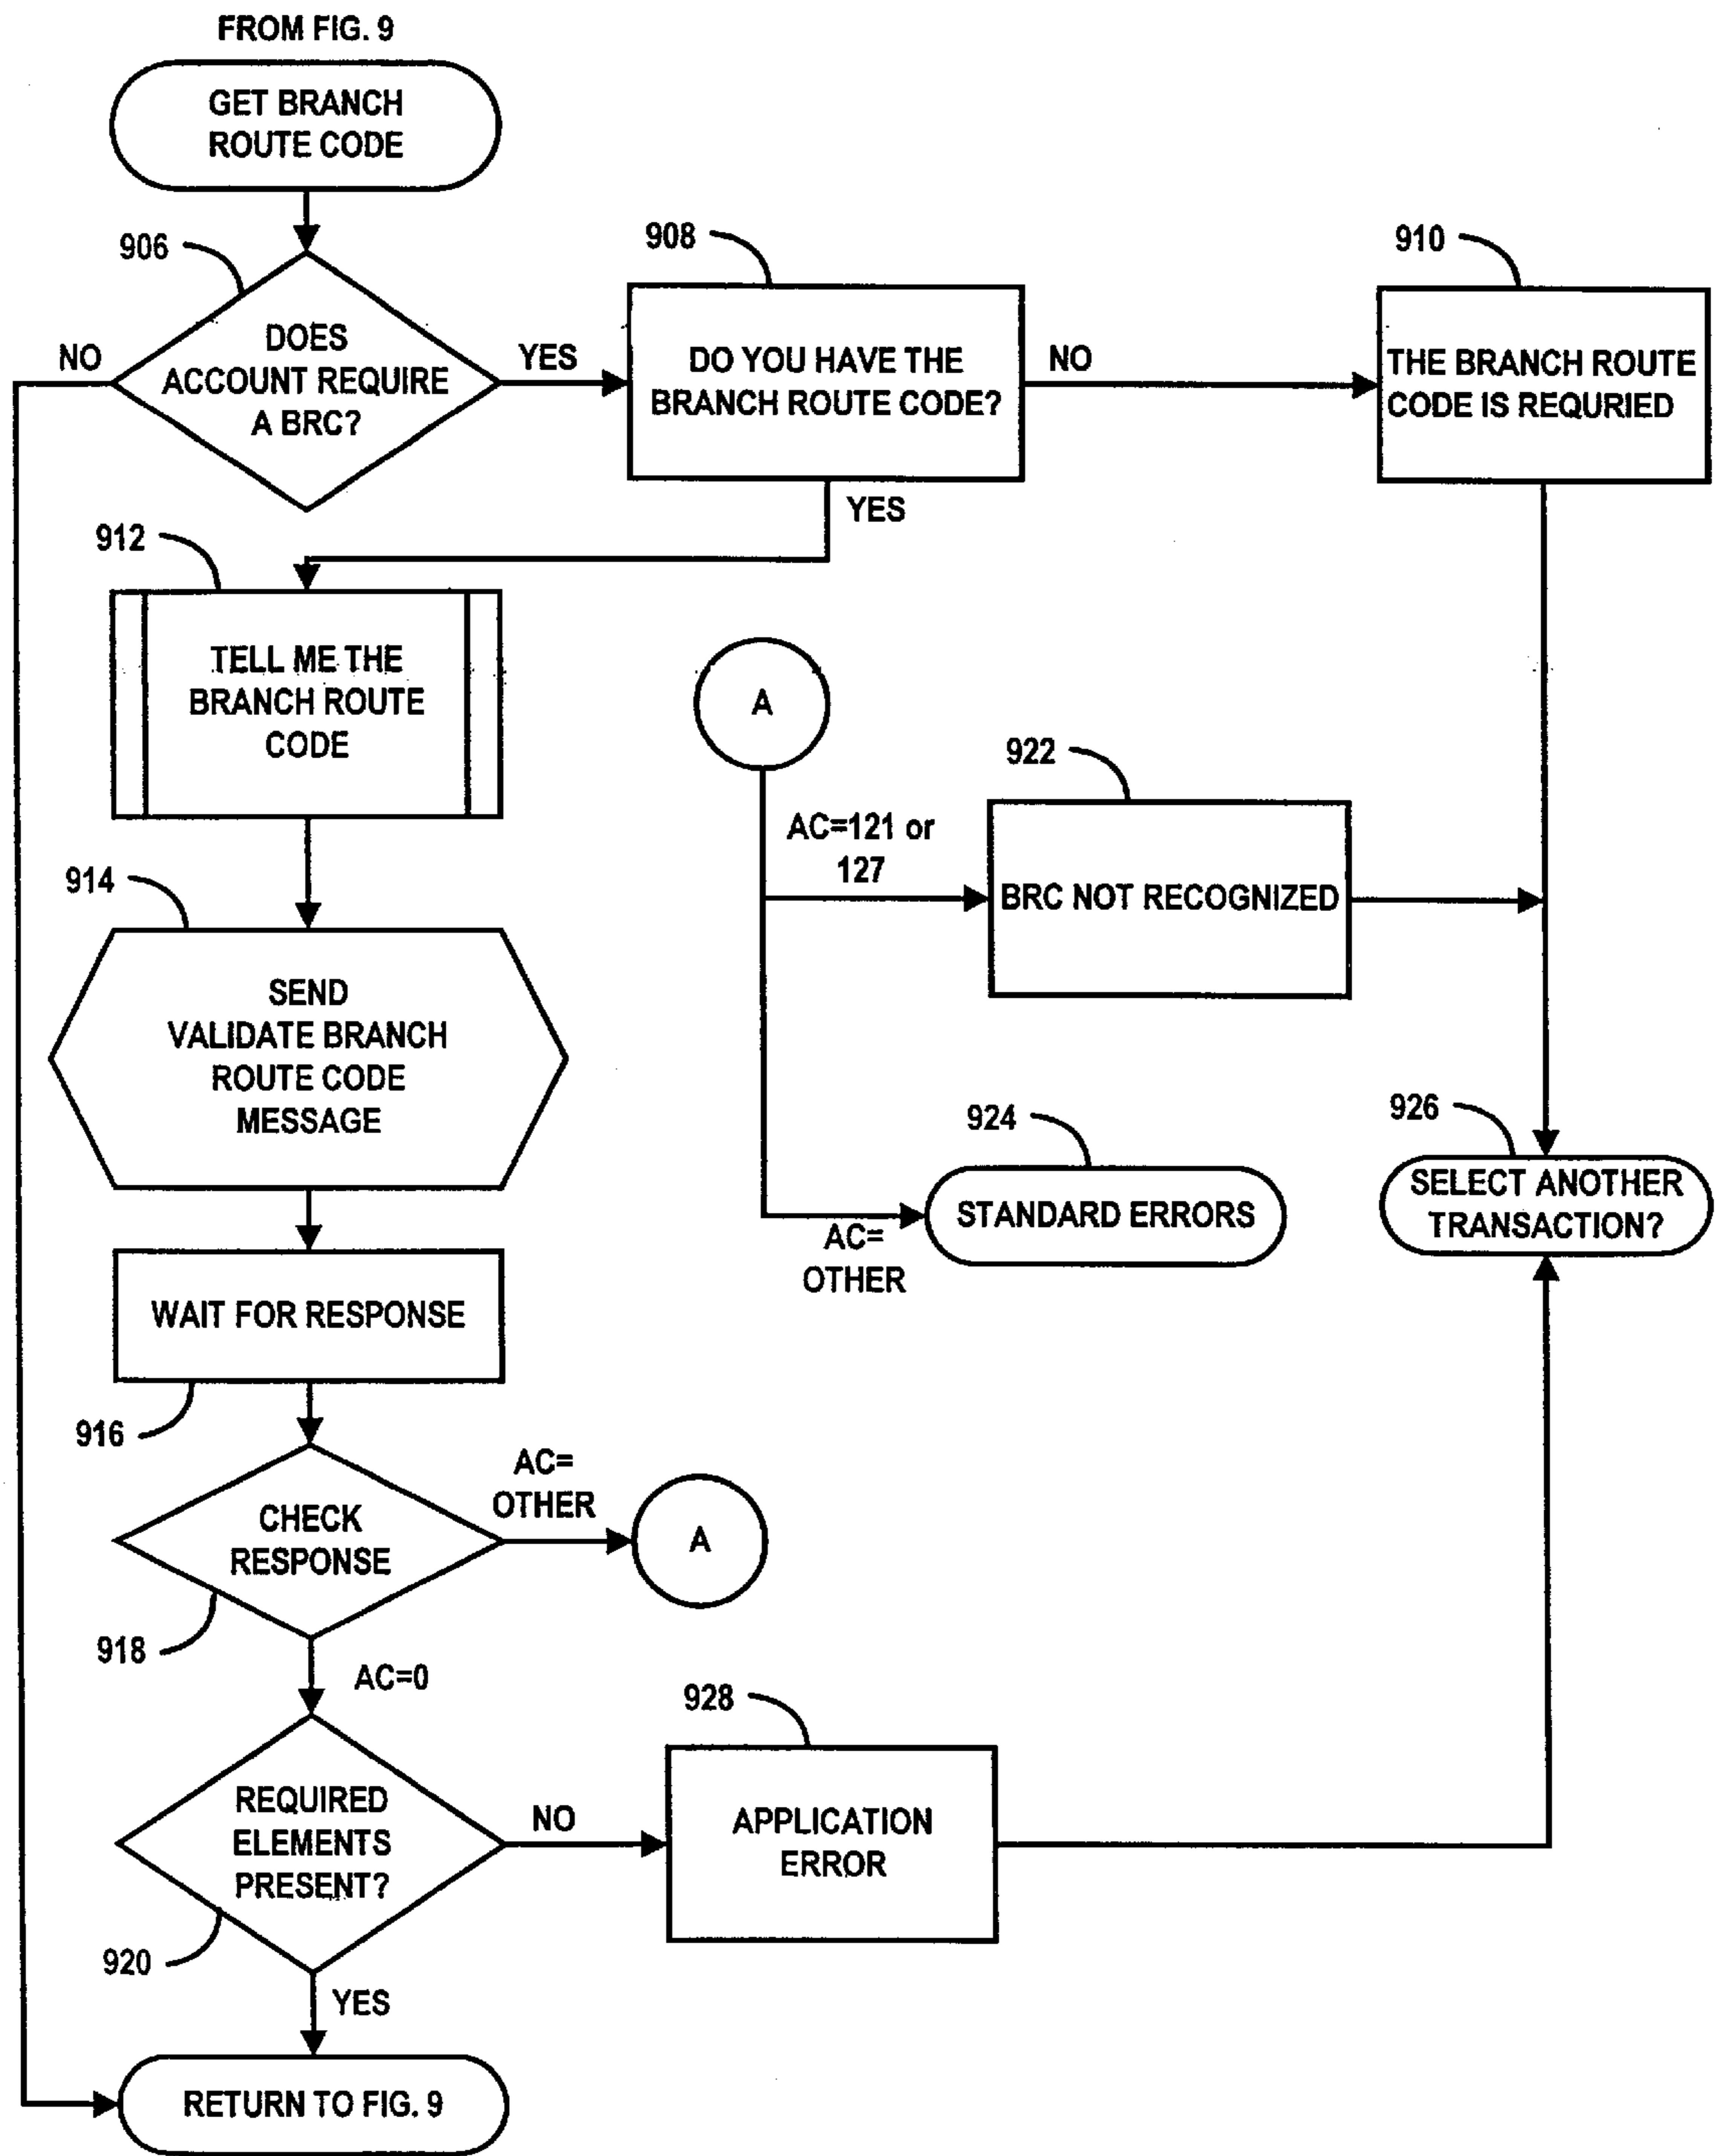 FROM FIG. 9
GET BRANCH
ROUTE CODE
906
908
910
DOES
ACCOUNT REQUIRE
A BRC?
NO
YES
DO YOU HAVE THE
BRANCH ROUTE CODE?
NO
THE BRANCH ROUTE
CODE IS REQURIED
YES
912
TELL ME THE
BRANCH ROUTE
CODE
A
922
AC=121 or
127
BRC NOT RECOGNIZED
914
SEND
VALIDATE BRANCH
ROUTE CODE
MESSAGE
924
STANDARD ERRORS
AC=
OTHER
926
SELECT ANOTHER
TRANSACTION?
WAIT FOR RESPONSE
916
CHECK
RESPONSE
AC=
OTHER
A
918
AC=0
928
REQUIRED
ELEMENTS
PRESENT?
NO
APPLICATION
ERROR
920
YES
RETURN TO FIG. 9